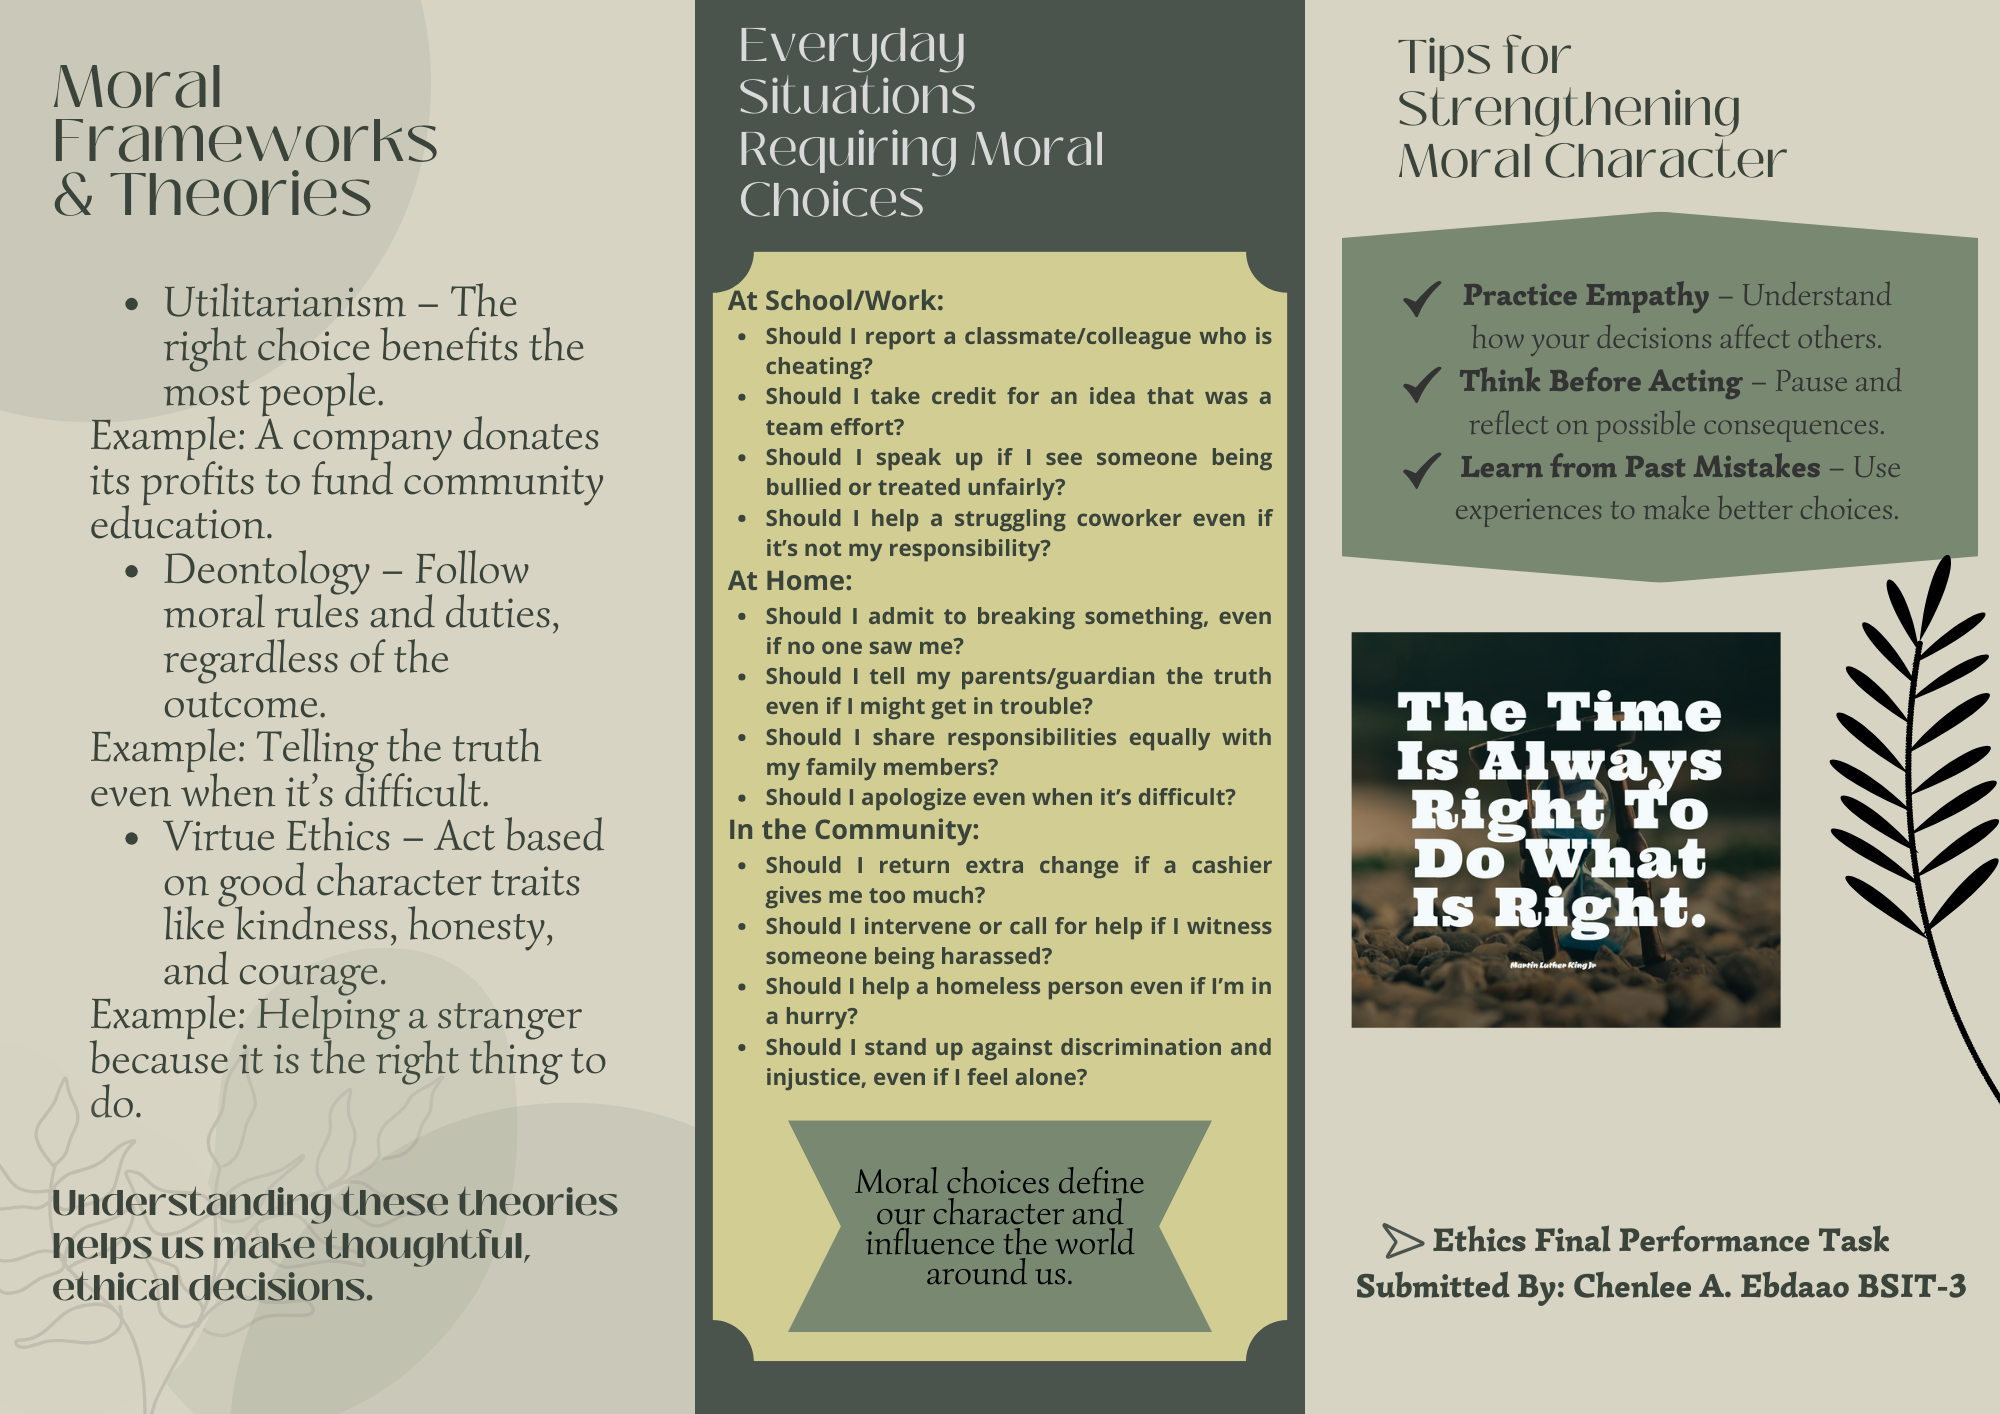 Moral
Frameworks
& Theories
• Utilitarianism – The
right choice benefits the
most people.
Example: A company donates
its profits to fund community
education.
• Deontology – Follow
moral rules and duties,
regardless of the
outcome.
Example: Telling the truth
even when it’s difficult.
• Virtue Ethics – Act based
on good character traits
like kindness, honesty,
and courage.
Example: Helping a stranger
because it is the right thing to
do.
Understanding these theories
helps us make thoughtful,
ethical decisions.
Everyday
Situations
Requiring Moral
Choices
At School/Work:
• Should I report a classmate/colleague who is
cheating?
• Should I take credit for an idea that was a
team effort?
• Should I speak up if I see someone being
bullied or treated unfairly?
• Should I help a struggling coworker even if
it’s not my responsibility?
At Home:
• Should I admit to breaking something, even
if no one saw me?
• Should I tell my parents/guardian the truth
even if I might get in trouble?
• Should I share responsibilities equally with
my family members?
• Should I apologize even when it’s difficult?
In the Community:
• Should I return extra change if a cashier
gives me too much?
• Should I intervene or call for help if I witness
someone being harassed?
• Should I help a homeless person even if I’m in
a hurry?
• Should I stand up against discrimination and
injustice, even if I feel alone?
Moral choices define
our character and
influence the world
around us.
Tips for
Strengthening
Moral Character
Practice Empathy – Understand
how your decisions affect others.
Think Before Acting – Pause and
reflect on possible consequences.
Learn from Past Mistakes – Use
experiences to make better choices.
The Time
Is Always
Right To
Do What
Is Right.
Martin Luther King Jr
Ethics Final Performance Task
Submitted By: Chenlee A. Ebdaao BSIT-3